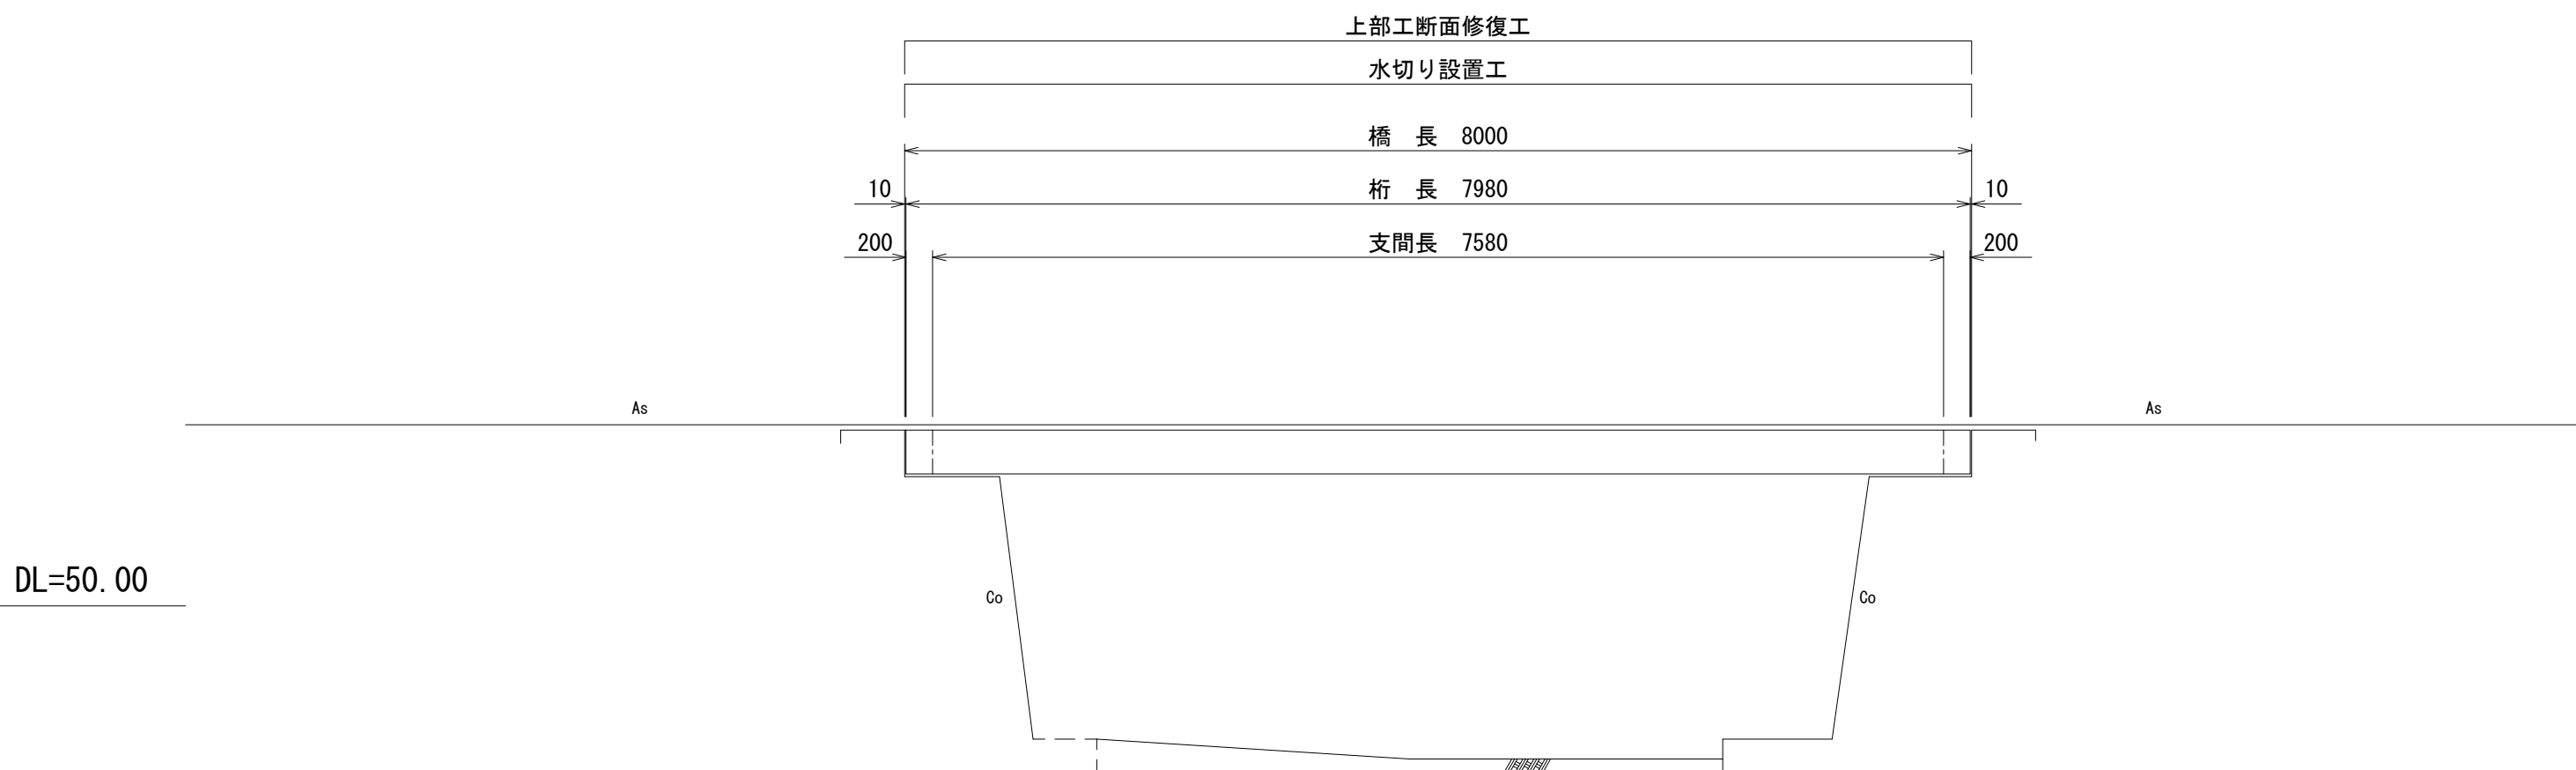 上部工断面修復工
水切り設置工
橋　長　8000
10 桁　長　7980 10
200 支間長　7580 200
As As
DL=50.00
Co Co